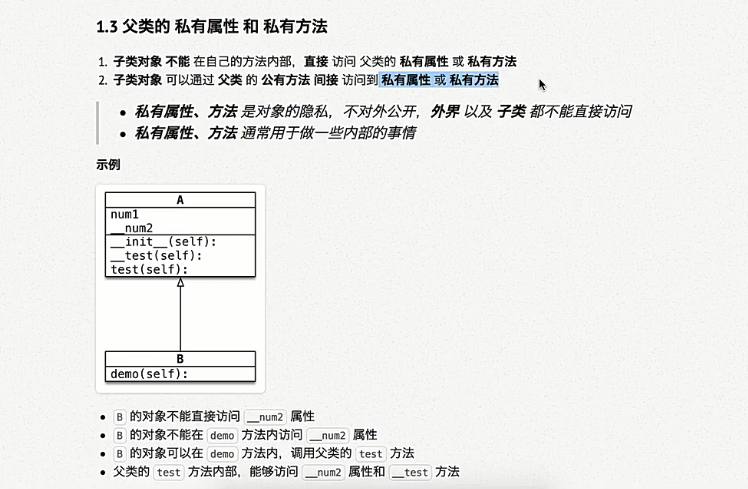 1.3 父类的 私有属性 和 私有方法
1. 子类对象 不能 在自己的方法内部，直接 访问 父类的 私有属性 或 私有方法
2. 子类对象 可以通过 父类 的 公有方法 间接 访问到 私有属性 或 私有方法
• 私有属性、方法 是对象的隐私，不对外公开，外界 以及 子类 都不能直接访问
• 私有属性、方法 通常用于做一些内部的事情
示例
A
num1
__num2
__init__(self):
__test(self):
test(self):
B
demo(self):
• B 的对象不能直接访问 __num2 属性
• B 的对象不能在 demo 方法内访问 __num2 属性
• B 的对象可以在 demo 方法内，调用父类的 test 方法
• 父类的 test 方法内部，能够访问 __num2 属性和 __test 方法